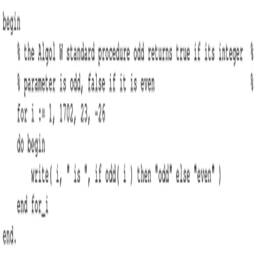 begin
% the Algol W standard procedure odd returns true if its integer %
% parameter is odd, false if it is even %
for i := 1, 1702, 23, -26
do begin
write( i, " is ", if odd( i ) then "odd" else "even" )
end for_i
end.